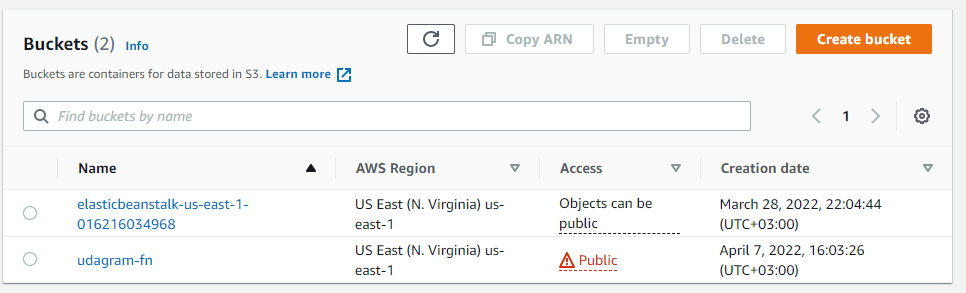 Buckets (2) Info
Copy ARN
Empty
Delete
Create bucket
Buckets are containers for data stored in S3. Learn more
Find buckets by name
1
Name
AWS Region
Access
Creation date
elasticbeanstalk-us-east-1-
016216034968
US East (N. Virginia) us-
east-1
Objects can be
public
March 28, 2022, 22:04:44
(UTC+03:00)
udagram-fn
US East (N. Virginia) us-
east-1
Public
April 7, 2022, 16:03:26
(UTC+03:00)